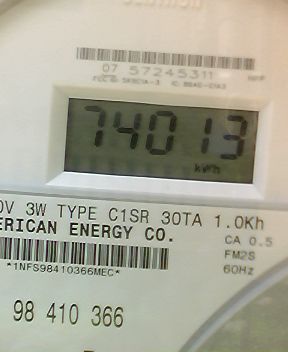 07 57245311
74013
kWh
0V 3W TYPE C1SR 30TA 1.0Kh
ERICAN ENERGY CO.
CA 0.5
FM2S
60Hz
*1NFS98410366MEC*
98 410 366